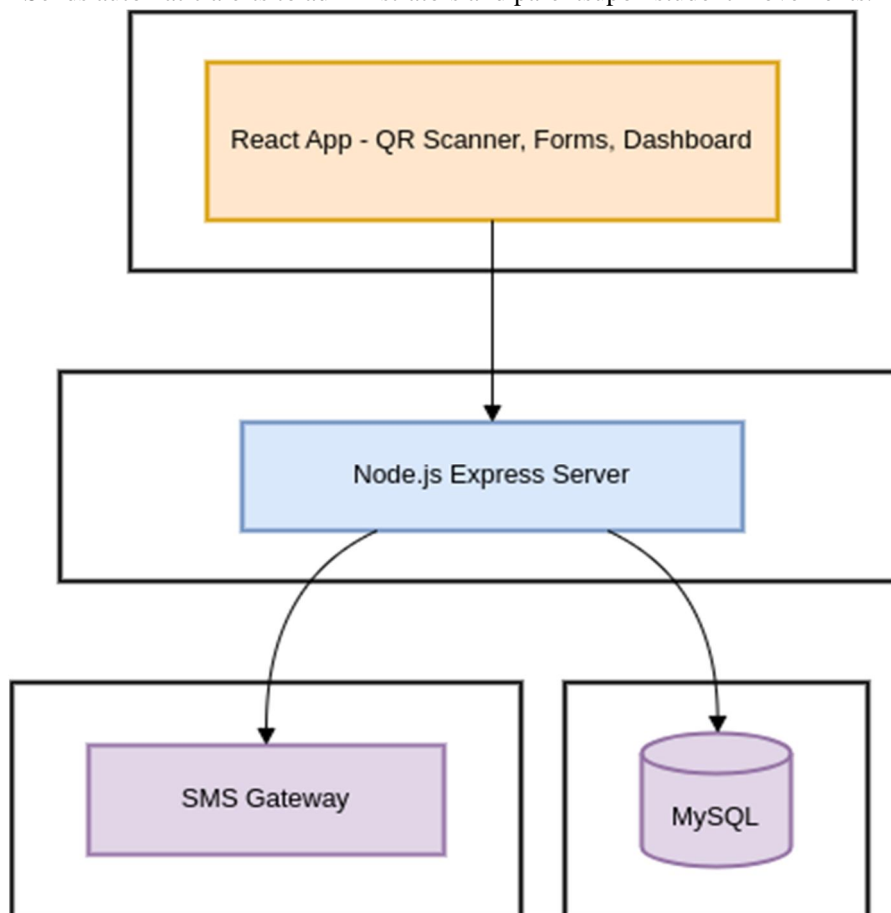 React App - QR Scanner, Forms, Dashboard
Node.js Express Server
SMS Gateway
MySQL